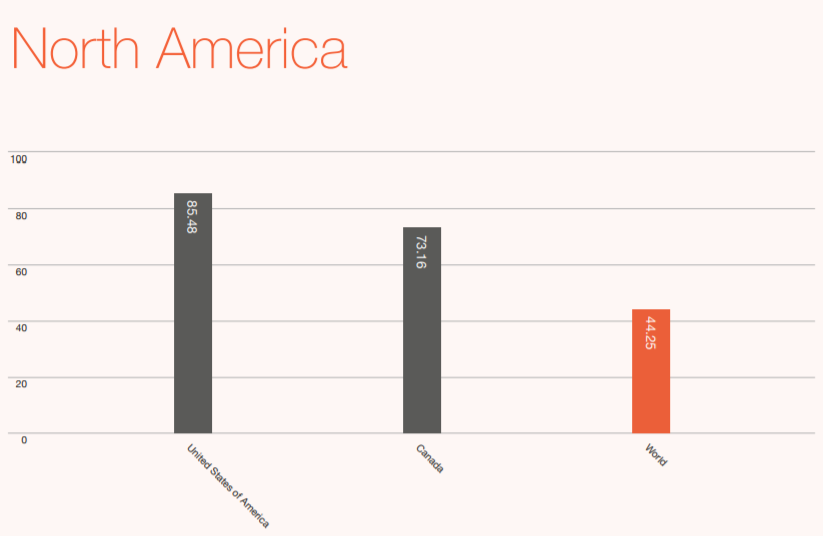 North America
100
80
60
40
20
0
85.48
73.16
44.25
United States of America
Canada
World